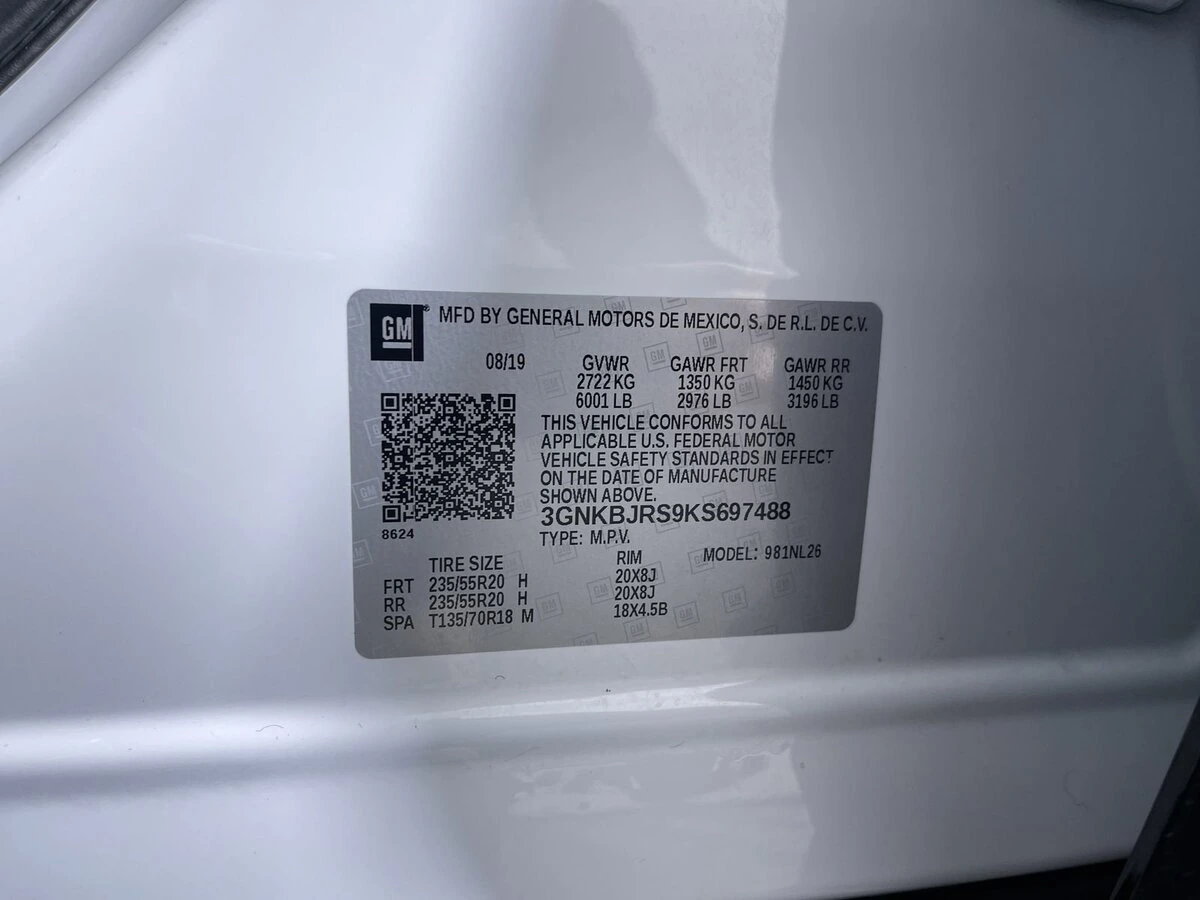 GM ® MFD BY GENERAL MOTORS DE MEXICO, S. DE R.L. DE C.V.
08/19 GVWR GAWR FRT GAWR RR
2722 KG 1350 KG 1450 KG
6001 LB 2976 LB 3196 LB
THIS VEHICLE CONFORMS TO ALL
APPLICABLE U.S. FEDERAL MOTOR
VEHICLE SAFETY STANDARDS IN EFFECT
ON THE DATE OF MANUFACTURE
SHOWN ABOVE.
3GNKBJRS9KS697488
8624
TYPE: M.P.V. MODEL: 981NL26
TIRE SIZE RIM
FRT 235/55R20 H 20X8J
RR 235/55R20 H 20X8J
SPA T135/70R18 M 18X4.5B